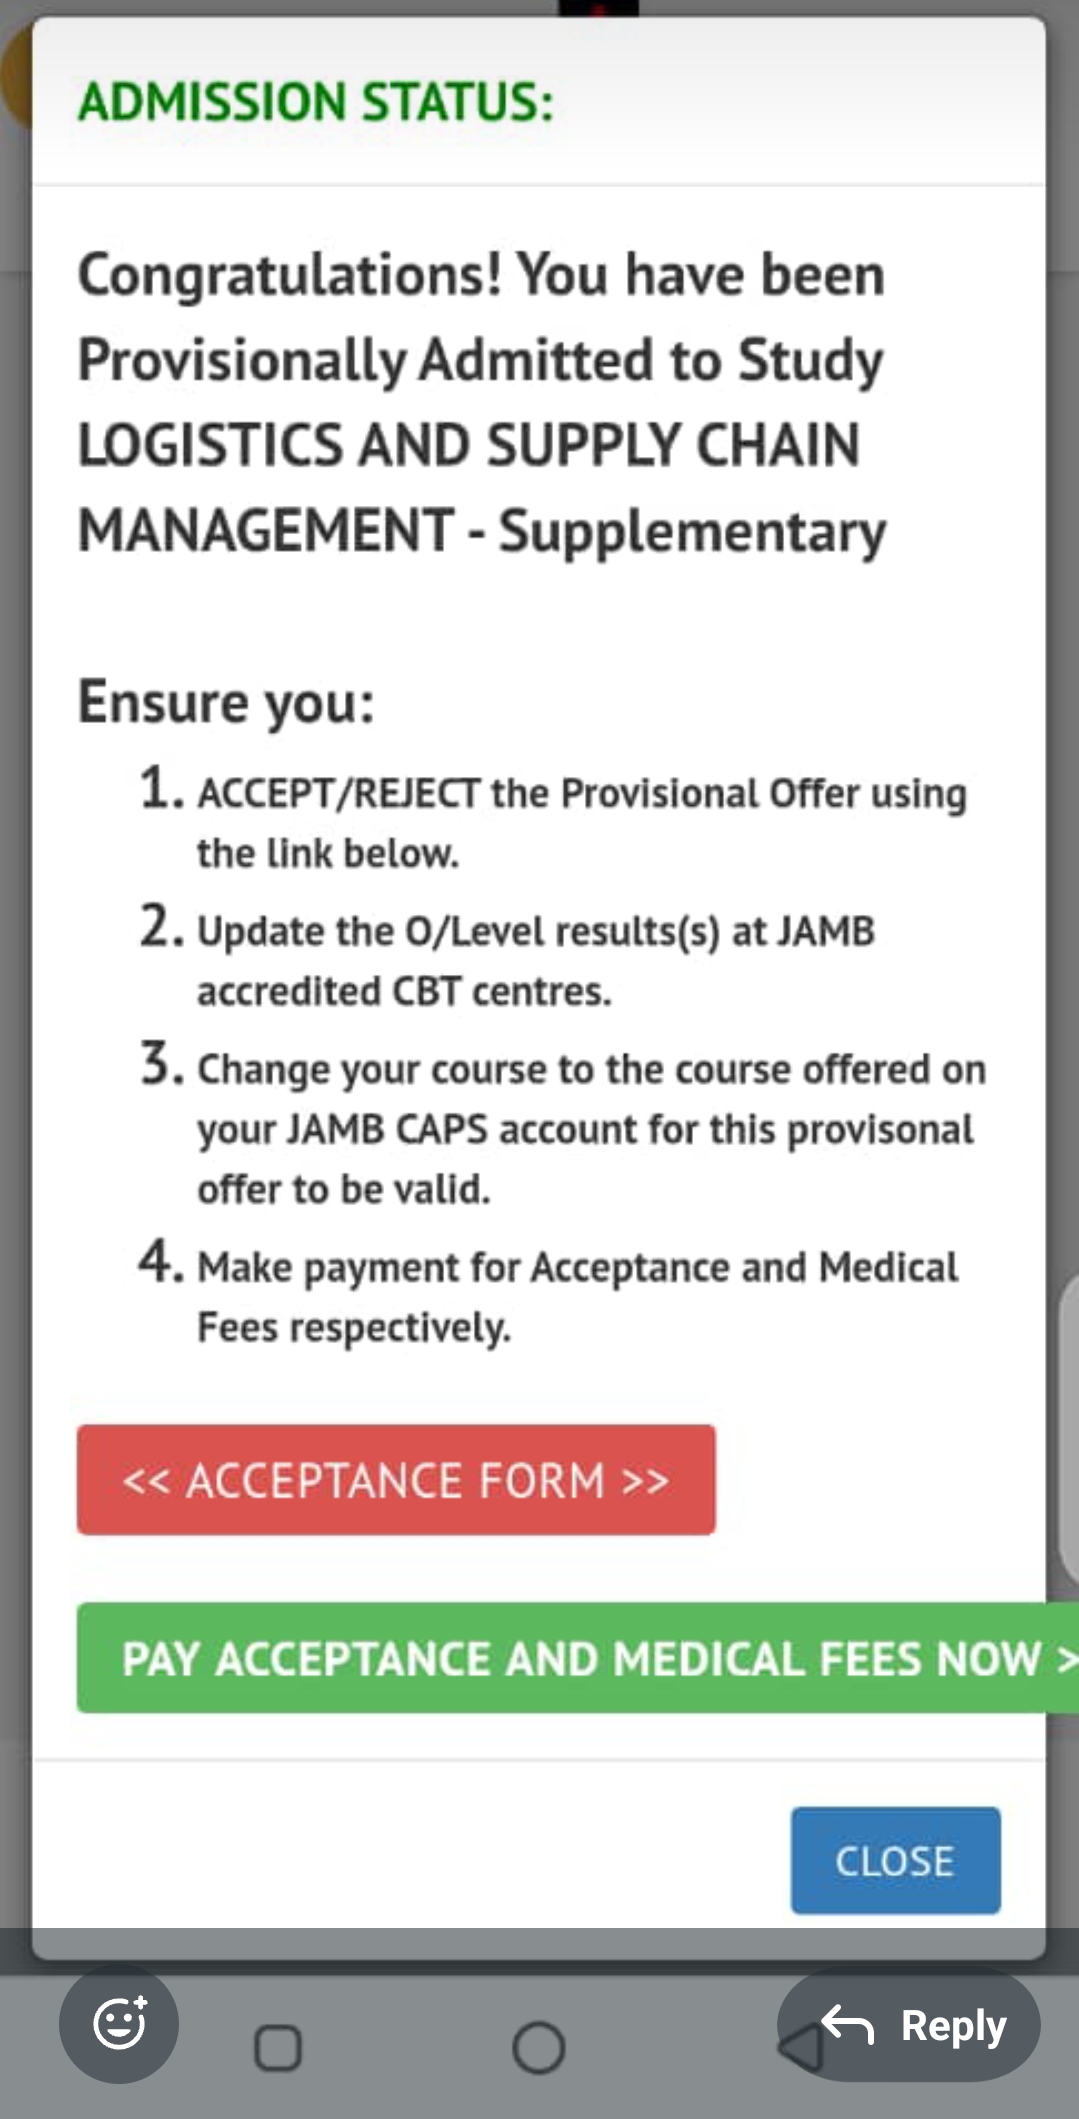 ADMISSION STATUS:
Congratulations! You have been
Provisionally Admitted to Study
LOGISTICS AND SUPPLY CHAIN
MANAGEMENT - Supplementary
Ensure you:
1. ACCEPT/REJECT the Provisional Offer using
the link below.
2. Update the O/Level results(s) at JAMB
accredited CBT centres.
3. Change your course to the course offered on
your JAMB CAPS account for this provisonal
offer to be valid.
4. Make payment for Acceptance and Medical
Fees respectively.
<< ACCEPTANCE FORM >>
PAY ACCEPTANCE AND MEDICAL FEES NOW >
CLOSE
Reply